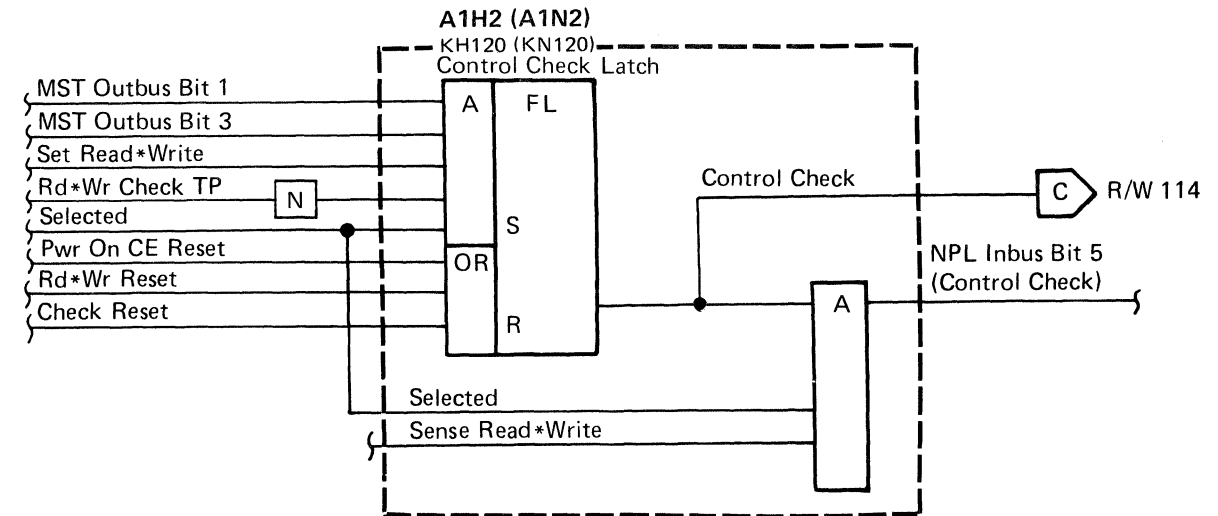 A1H2 (A1N2)
KH120 (KN120)
Control Check Latch
MST Outbus Bit 1
MST Outbus Bit 3
Set Read*Write
Rd*Wr Check TP
N
Selected
Pwr On CE Reset
Rd*Wr Reset
Check Reset
A
FL
S
OR
R
Control Check
C
R/W 114
NPL Inbus Bit 5
(Control Check)
A
Selected
Sense Read*Write